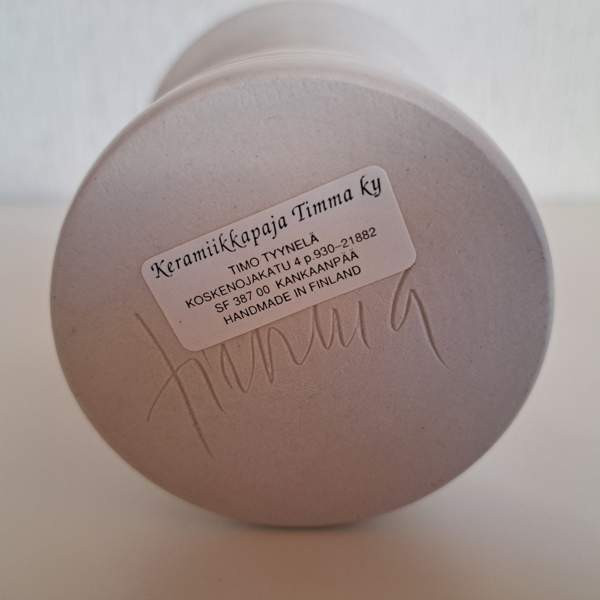 Keramiikkapaja Timma ky
TIMO TYYNELÄ
KOSKENOJAKATU 4 p.930-21882
SF 387 00 KANKAANPÄÄ
HANDMADE IN FINLAND